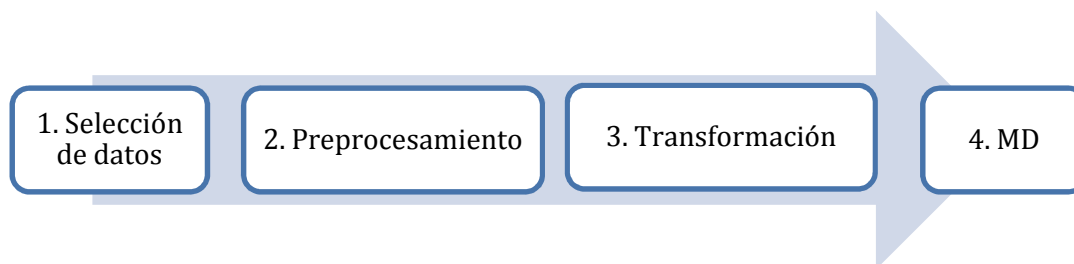 1. Selección
de datos
2. Preprocesamiento
3. Transformación
4. MD